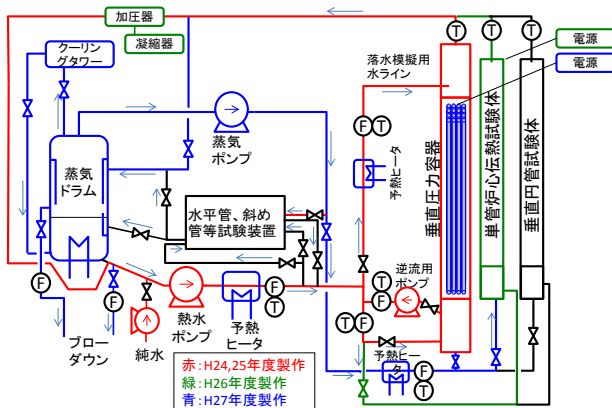 加圧器
凝縮器
クーリン
グタワー
蒸気
ドラム
蒸気
ポンプ
水平管、斜め
管等試験装置
熱水
ポンプ
予熱
ヒータ
F
T
F
ブロー
ダウン
F
純水
赤:H24,25年度製作
緑:H26年度製作
青:H27年度製作
落水模擬用
水ライン
F
T
予熱ヒータ
逆流用
ポンプ
T
F
T
F
予熱ヒー
タ
F
T
T
T
T
垂直圧力容器
単管炉心伝熱試験体
垂直円管試験体
電源
電源